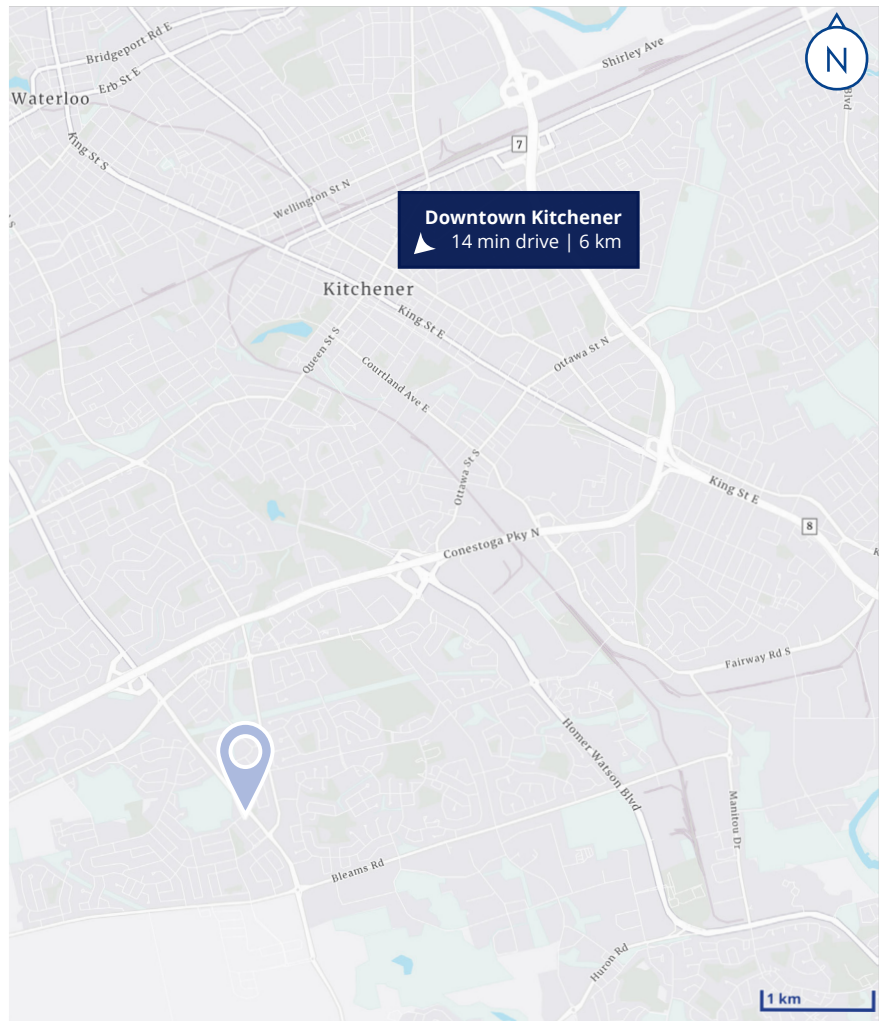 Bridgeport Rd E
Shirley Ave
N
Erb St E
Waterloo
Blvd
King St S
7
Wellington St N
Downtown Kitchener
14 min drive | 6 km
Kitchener
King St E
Queen St S
Ottawa St N
Courtland Ave E
Ottawa St S
King St E
8
Conestoga Pky N
Fairway Rd S
Homer Watson Blvd
Manitou Dr
Bleams Rd
Huron Rd
1 km